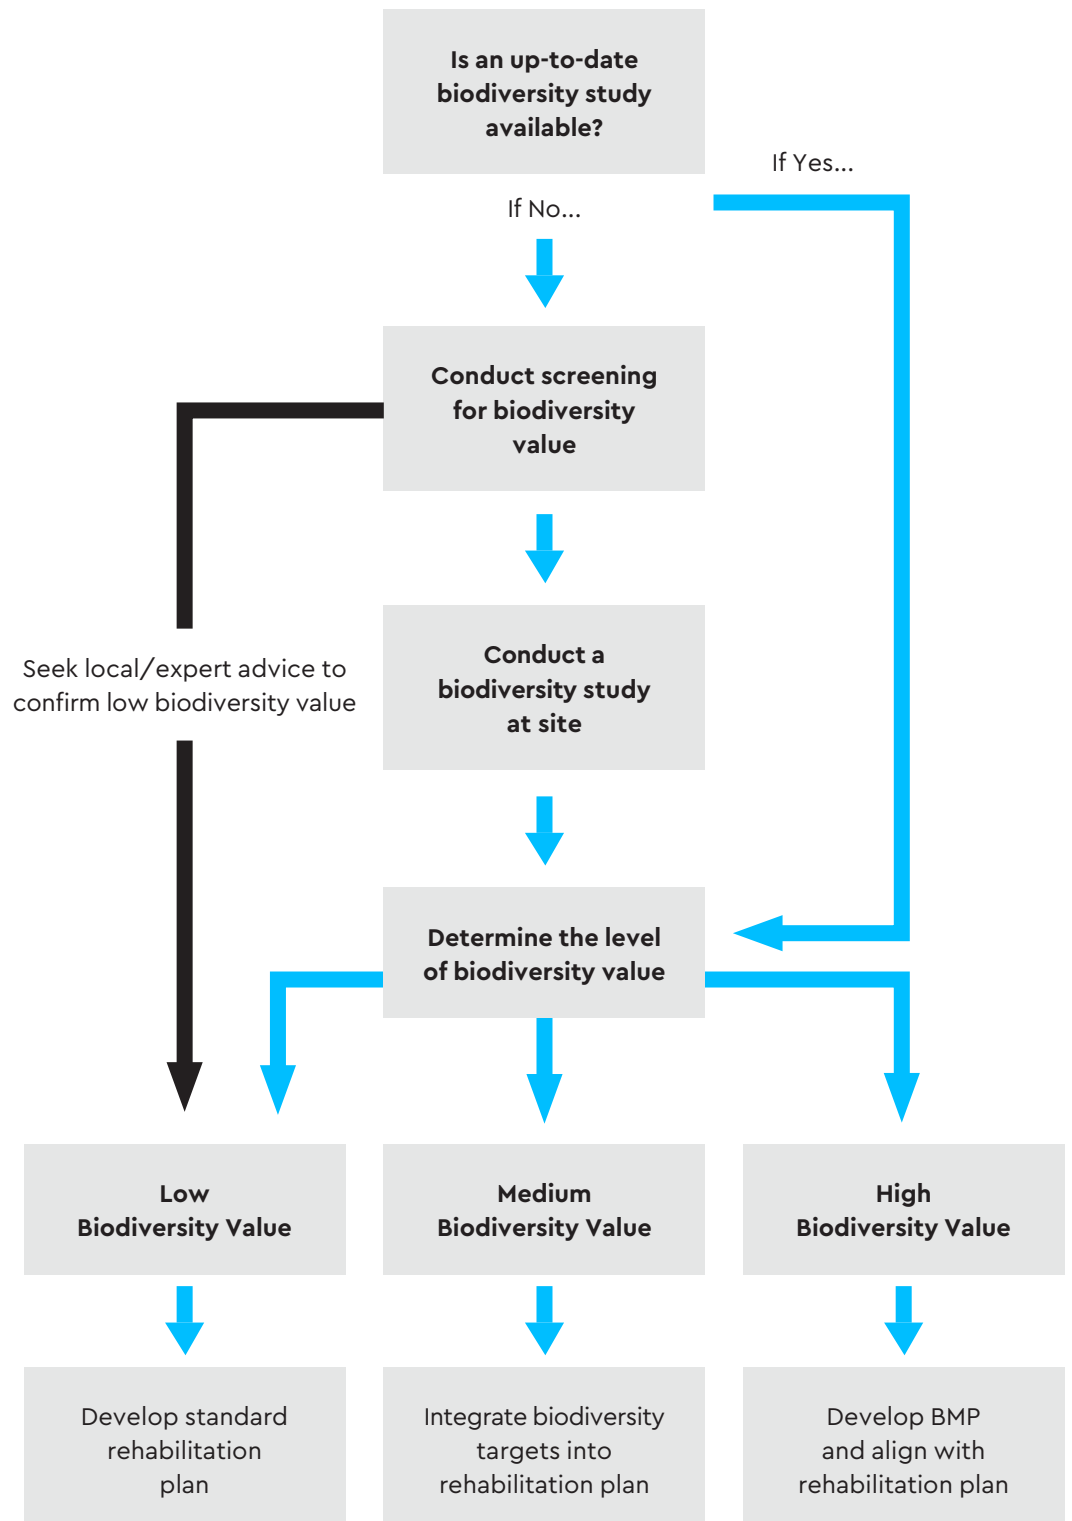 Is an up-to-date
biodiversity study
available?
If Yes...
If No...
Conduct screening
for biodiversity
value
Conduct a
biodiversity study
at site
Seek local/expert advice to
confirm low biodiversity value
Determine the level
of biodiversity value
Low
Biodiversity Value
Medium
Biodiversity Value
High
Biodiversity Value
Develop standard
rehabilitation
plan
Integrate biodiversity
targets into
rehabilitation plan
Develop BMP
and align with
rehabilitation plan